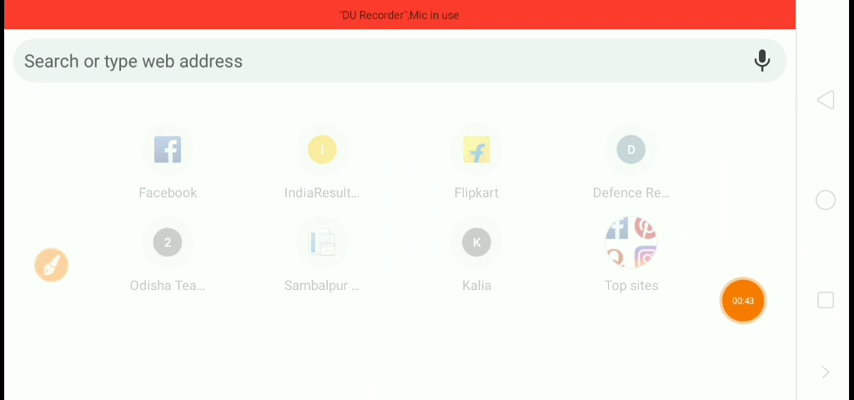 "DU Recorder",Mic in use
Search or type web address
I
D
Facebook
IndiaResult...
Flipkart
Defence Re...
2
K
Odisha Tea...
Sambalpur ...
Kalia
Top sites
00:43